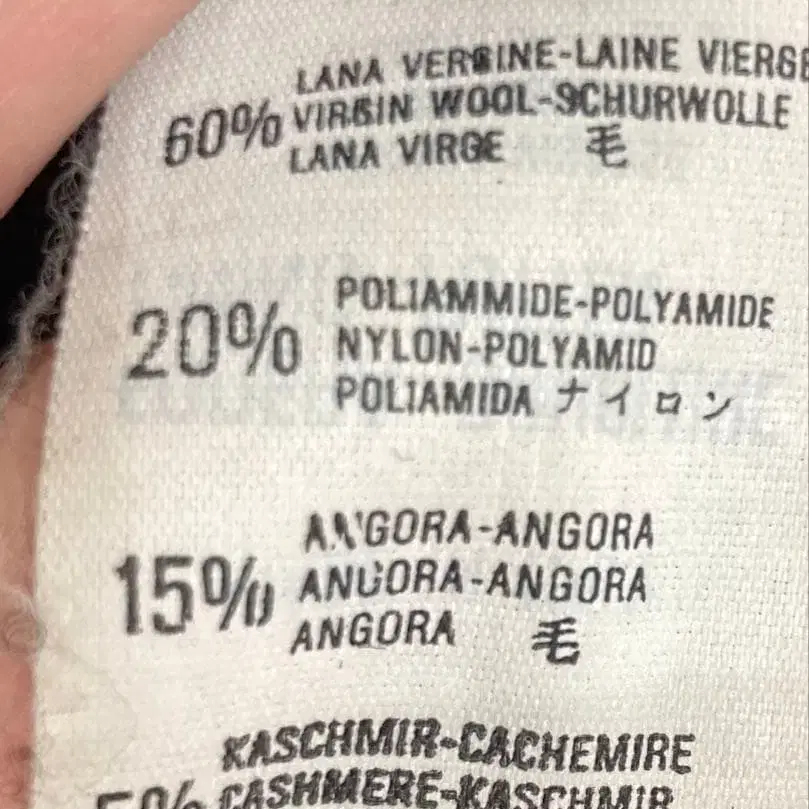 60% LANA VERGINE-LAINE VIERGE
VIRGIN WOOL-SCHURWOLLE
LANA VIRGE 毛
20% POLIAMMIDE-POLYAMIDE
NYLON-POLYAMID
POLIAMIDA ナイロン
15% ANGORA-ANGORA
ANGORA-ANGORA
ANGORA 毛
KASCHMIR-CACHEMIRE
5% CASHMERE-KASCHMIR